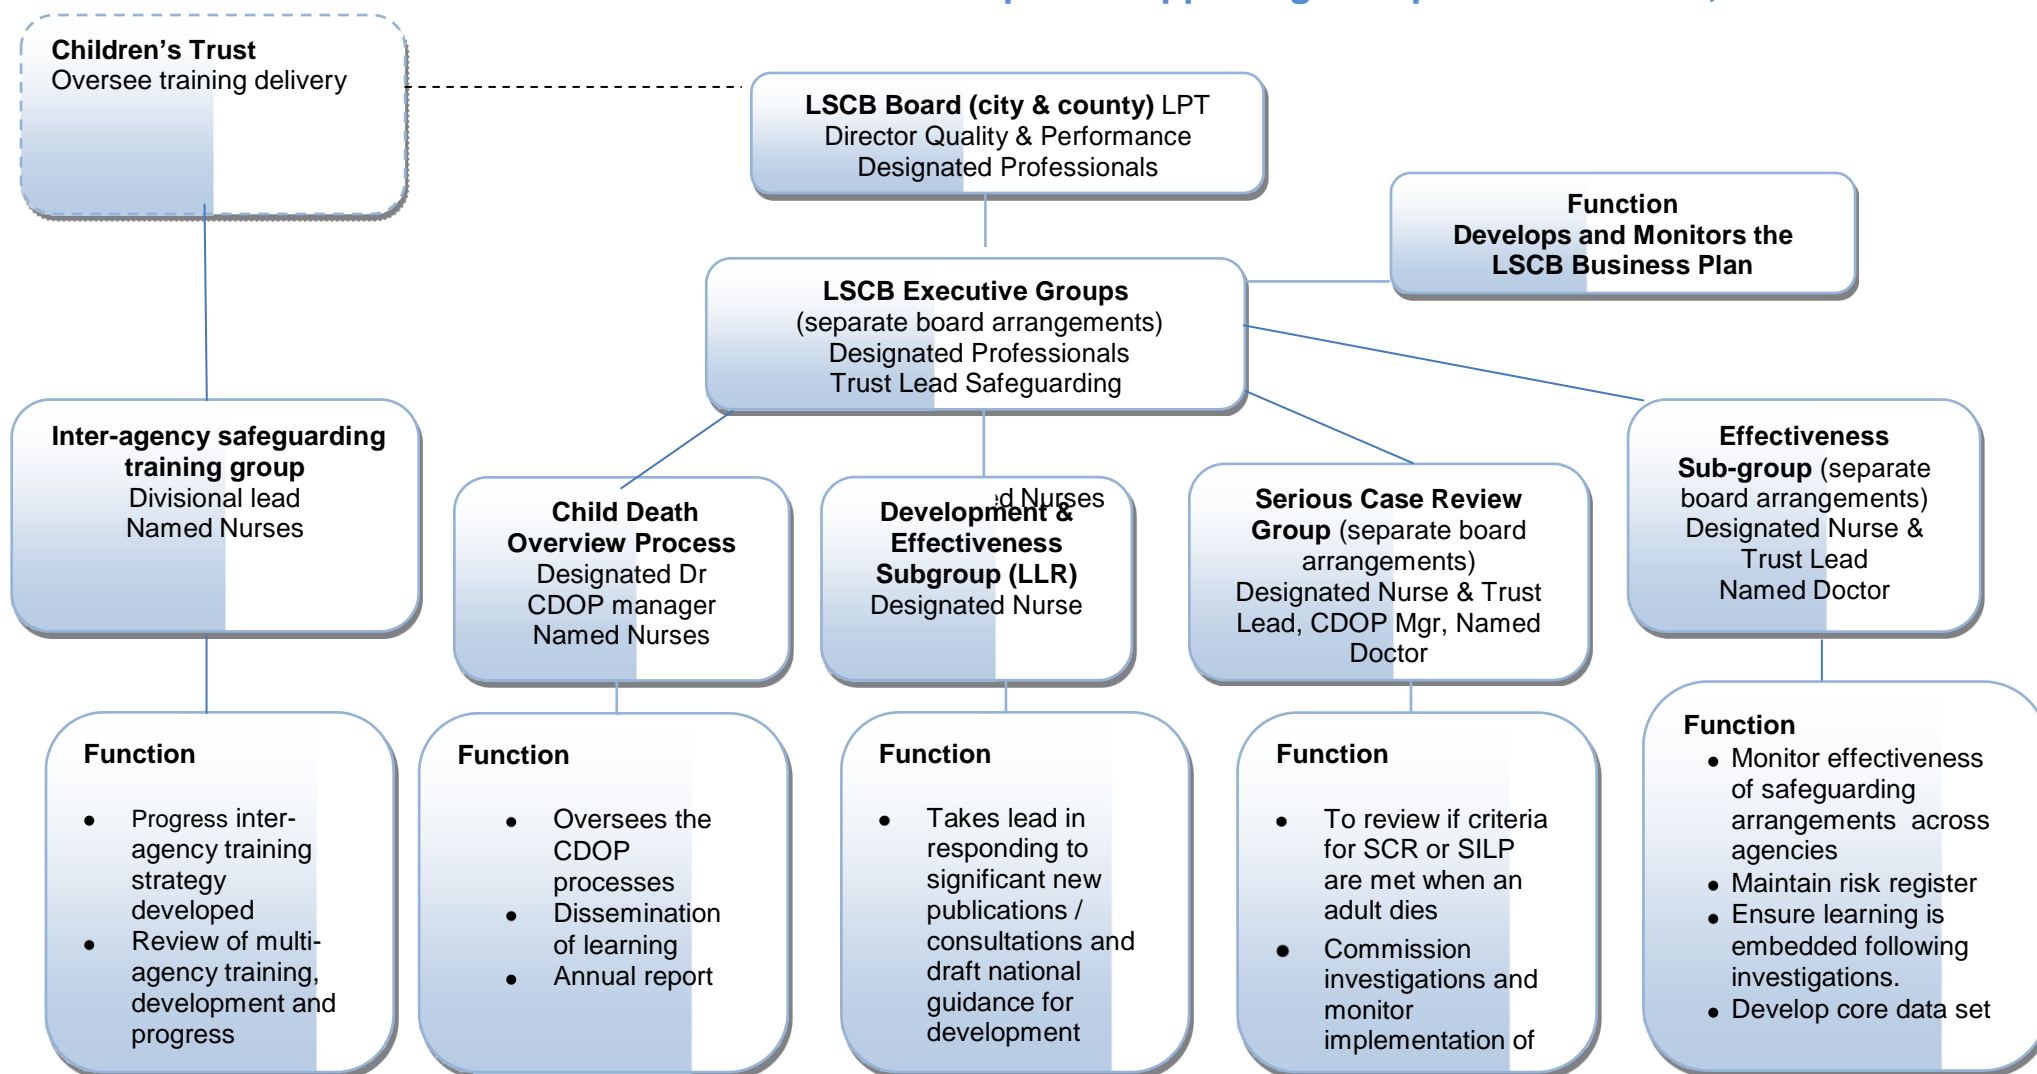 Children's Trust
Oversee training delivery
LSCB Board (city & county) LPT
Director Quality & Performance
Designated Professionals
Function
Develops and Monitors the
LSCB Business Plan
LSCB Executive Groups
(separate board arrangements)
Designated Professionals
Trust Lead Safeguarding
Inter-agency safeguarding
training group
Divisional lead
Named Nurses
Child Death
Overview Process
Designated Dr
CDOP manager
Named Nurses
d Nurses
Development &
Effectiveness
Subgroup (LLR)
Designated Nurse
Serious Case Review
Group (separate board
arrangements)
Designated Nurse & Trust
Lead, CDOP Mgr, Named
Doctor
Effectiveness
Sub-group (separate
board arrangements)
Designated Nurse &
Trust Lead
Named Doctor
Function
● Progress inter-
agency training
strategy
developed
● Review of multi-
agency training,
development and
progress
Function
● Oversees the
CDOP
processes
● Dissemination
of learning
● Annual report
Function
● Takes lead in
responding to
significant new
publications /
consultations and
draft national
guidance for
development
Function
● To review if criteria
for SCR or SILP
are met when an
adult dies
● Commission
investigations and
monitor
implementation of
Function
● Monitor effectiveness
of safeguarding
arrangements across
agencies
● Maintain risk register
● Ensure learning is
embedded following
investigations.
● Develop core data set